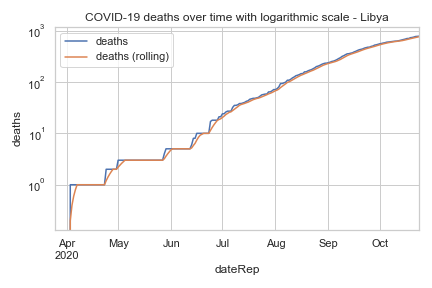 COVID-19 deaths over time with logarithmic scale - Libya
deaths
deaths (rolling)
10³
10²
10¹
10⁰
deaths
Apr May Jun Jul Aug Sep Oct
2020
dateRep